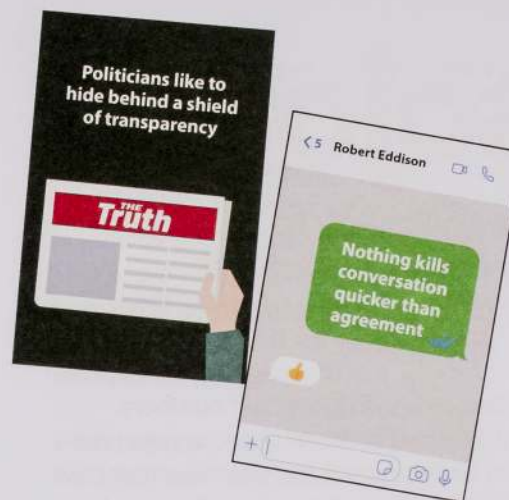 Politicians like to
hide behind a shield
of transparency
THE
Truth
< 5 Robert Eddison
Nothing kills
conversation
quicker than
agreement